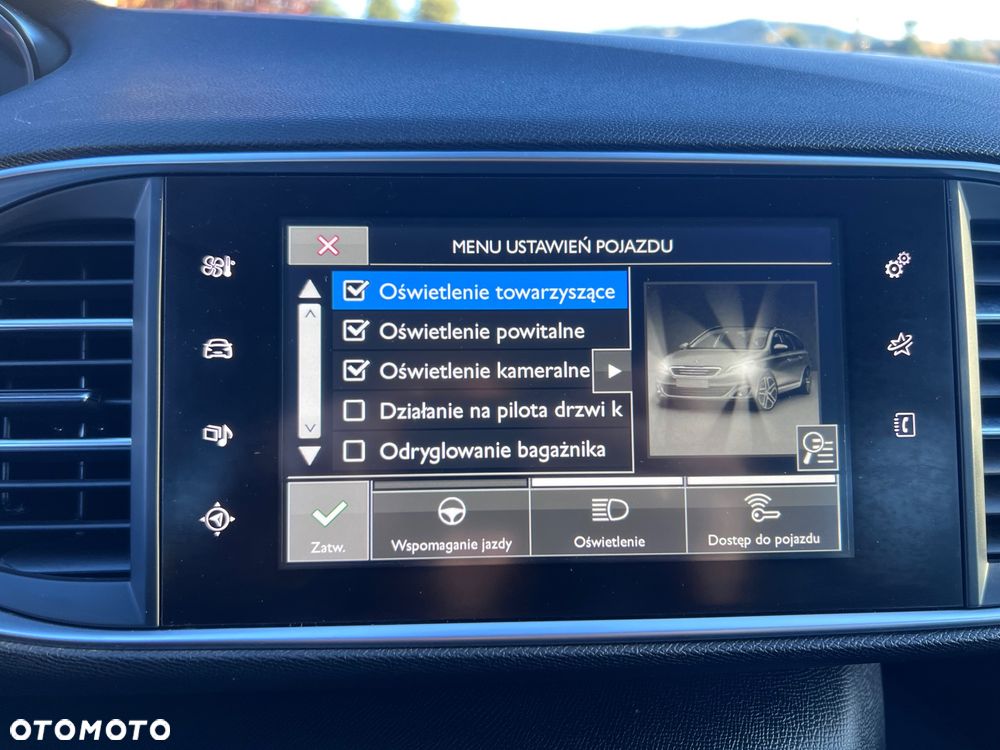 MENU USTAWIEŃ POJAZDU
Oświetlenie towarzyszące
Oświetlenie powitalne
Oświetlenie kameralne
Działanie na pilota drzwi k
Odryglowanie bagażnika
Zatw.
Wspomaganie jazdy
Oświetlenie
Dostęp do pojazdu
OTOMOTO